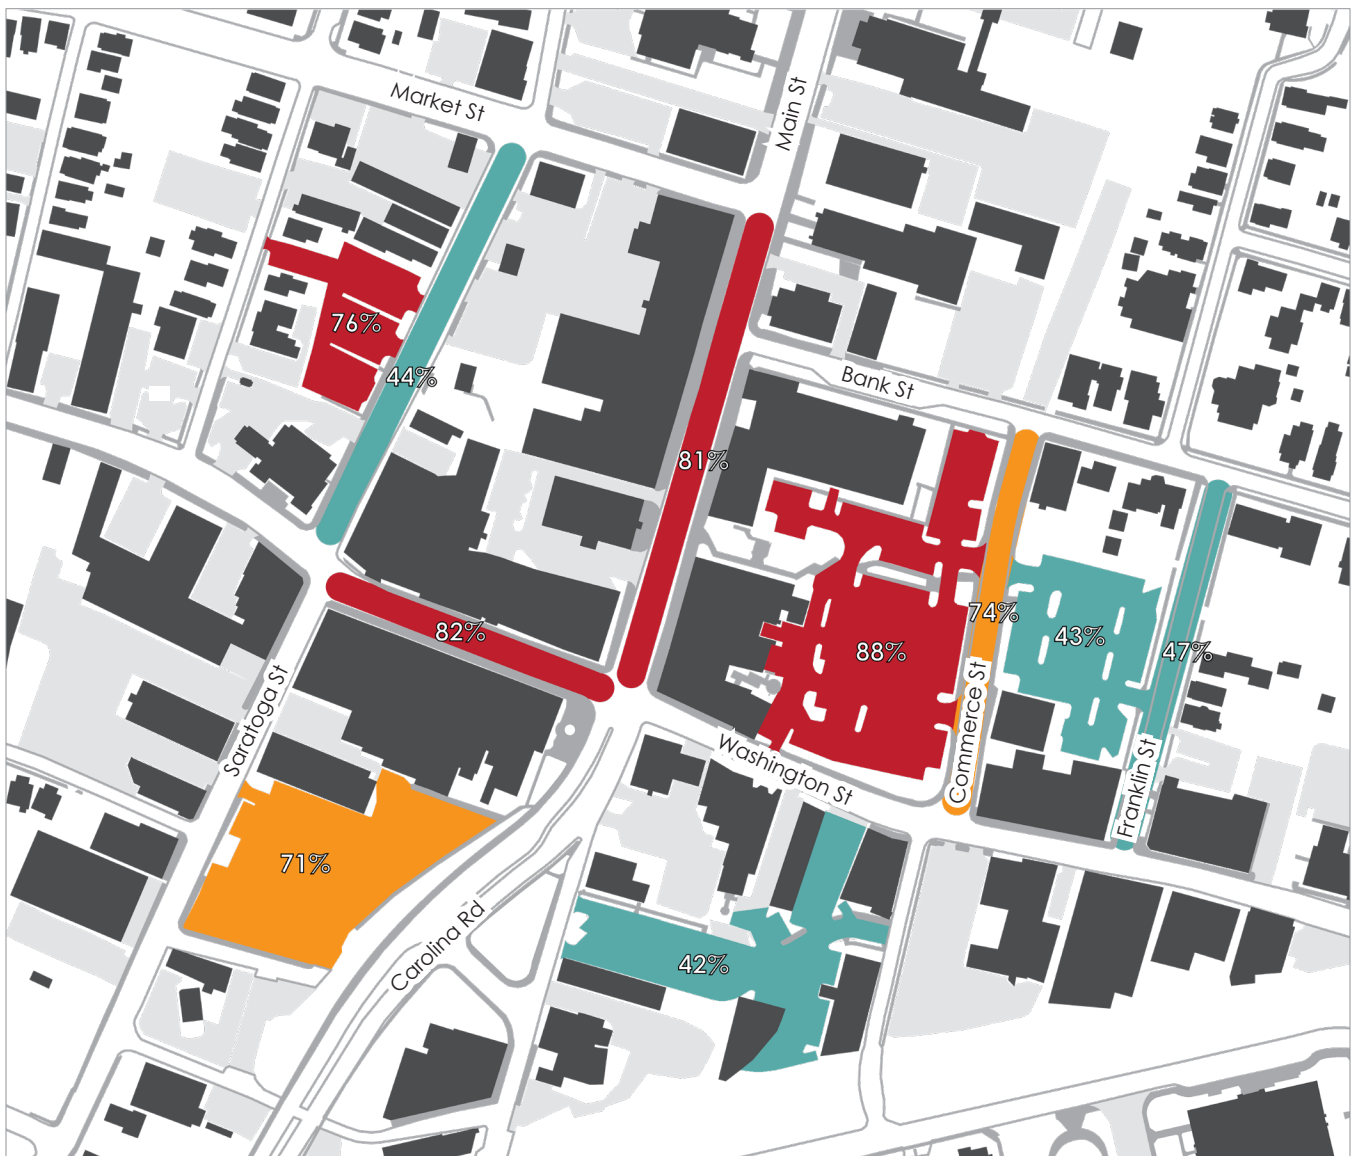 Market St
Main St
76%
44%
Bank St
81%
74%
82%
88%
43%
47%
Saratoga St
Commerce St
Washington St
Franklin St
71%
Carolina Rd
42%